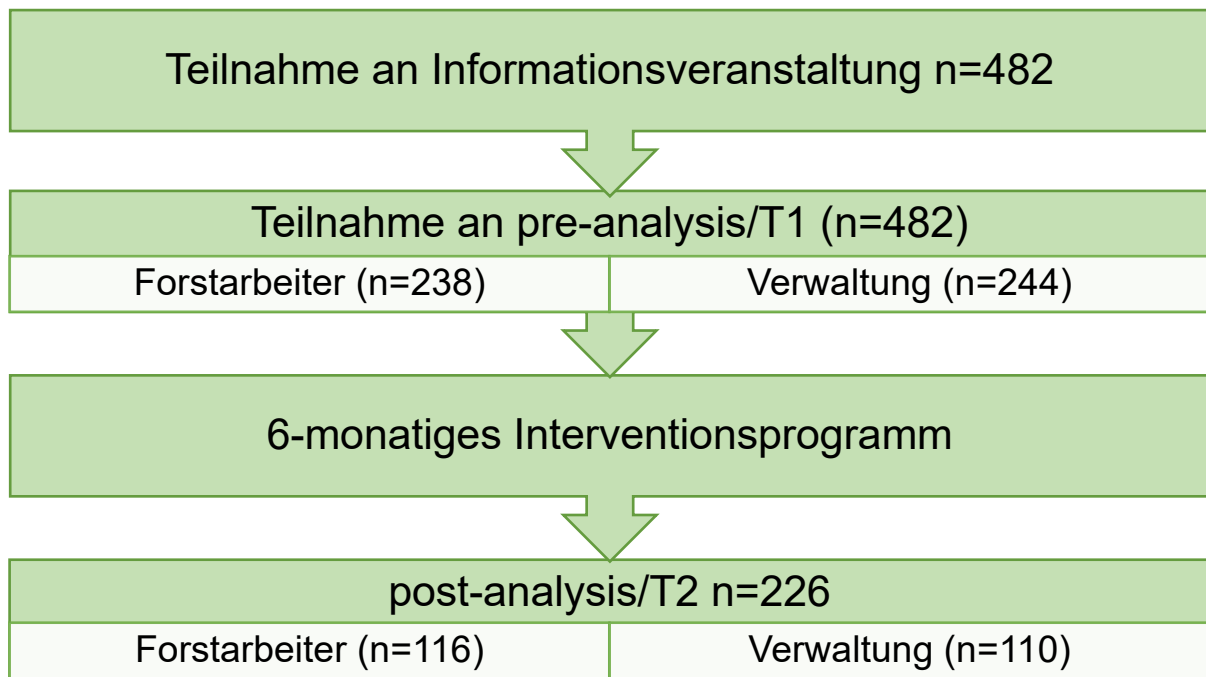 Teilnahme an Informationsveranstaltung n=482
Teilnahme an pre-analysis/T1 (n=482)
Forstarbeiter (n=238)
Verwaltung (n=244)
6-monatiges Interventionsprogramm
post-analysis/T2 n=226
Forstarbeiter (n=116)
Verwaltung (n=110)